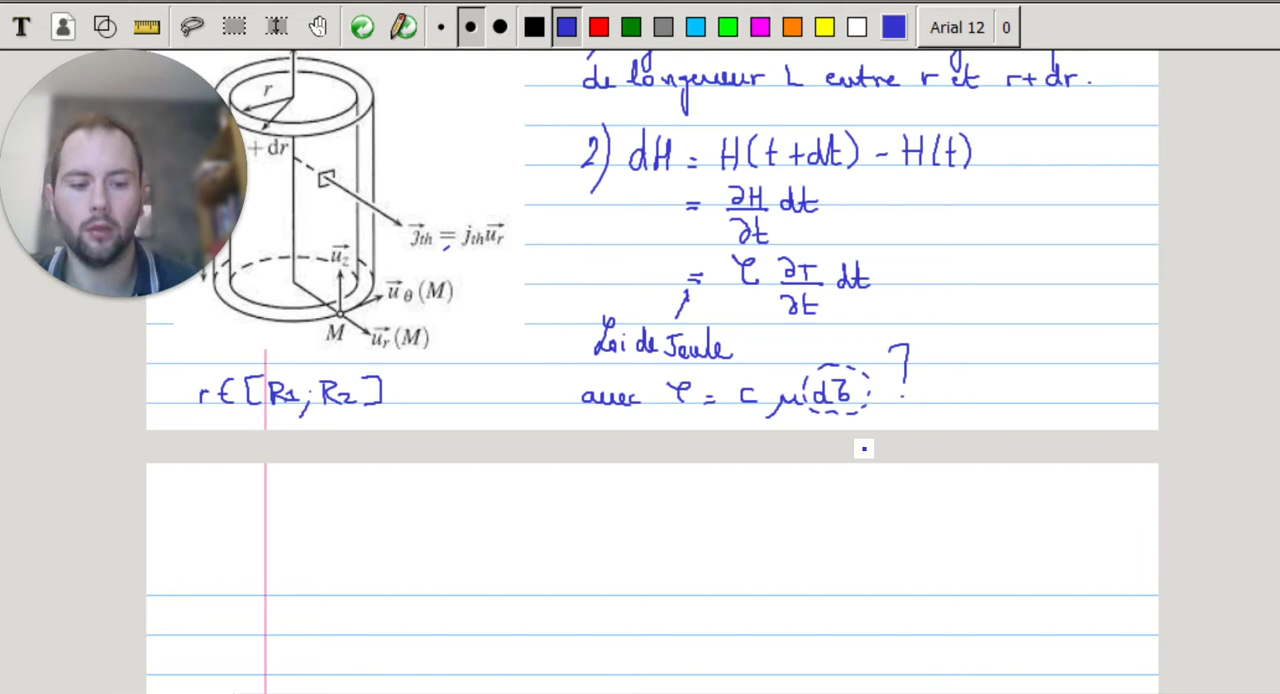 T
Arial 12 0
de longueur L entre r et r+dr.
r
+ dr
2) dH = H(t+dt) - H(t)
= ∂H/∂t dt
= C ∂T/∂t dt
j⃗th = jth u⃗r
u⃗z
u⃗θ(M)
M
u⃗r(M)
Loi de Joule
r ∈ [R1; R2]
avec C = c μ dτ ?